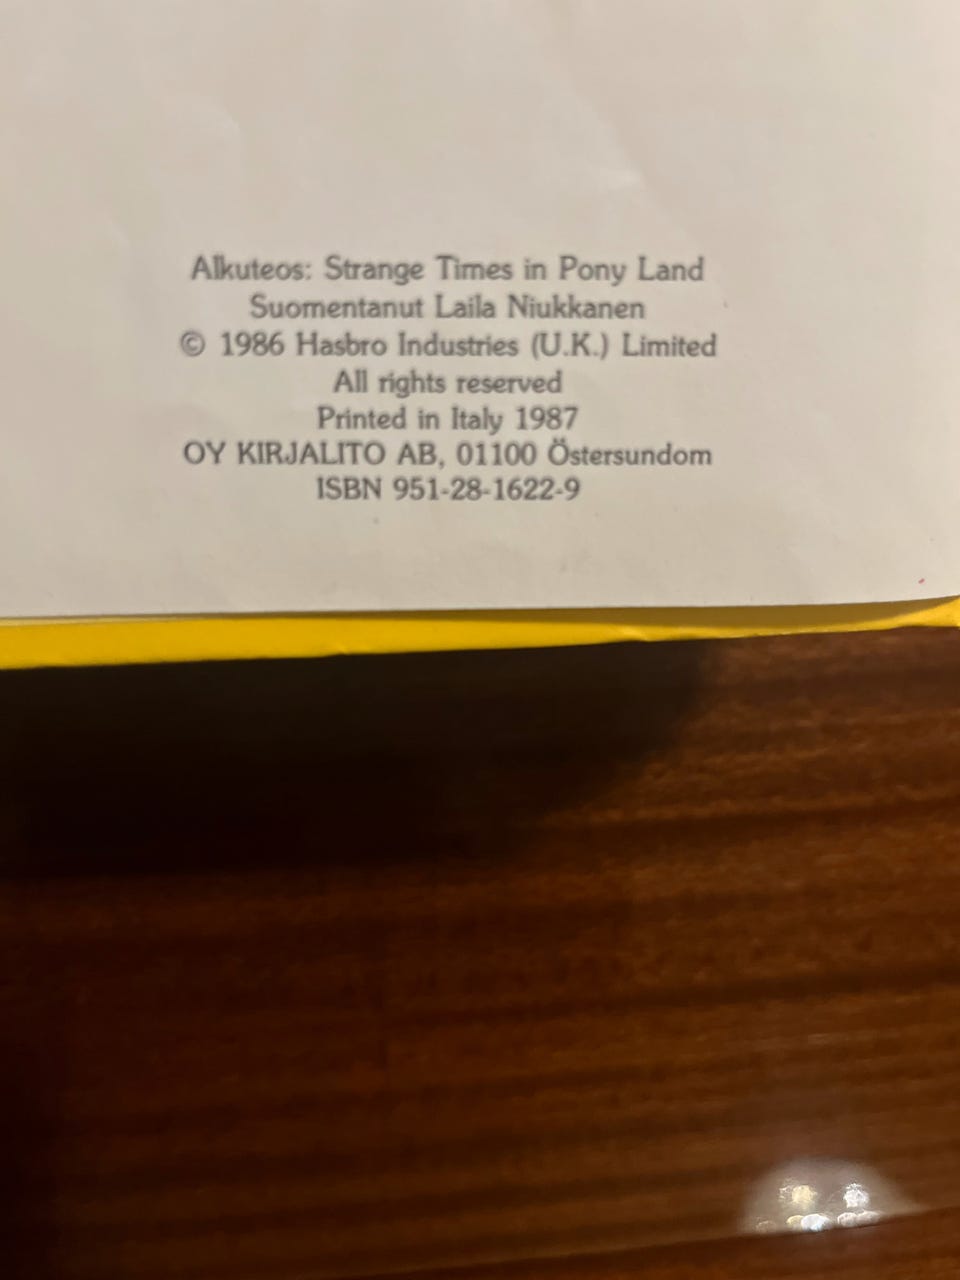 Alkuteos: Strange Times in Pony Land
Suomentanut Laila Niukkanen
© 1986 Hasbro Industries (U.K.) Limited
All rights reserved
Printed in Italy 1987
OY KIRJALITO AB, 01100 Östersundom
ISBN 951-28-1622-9